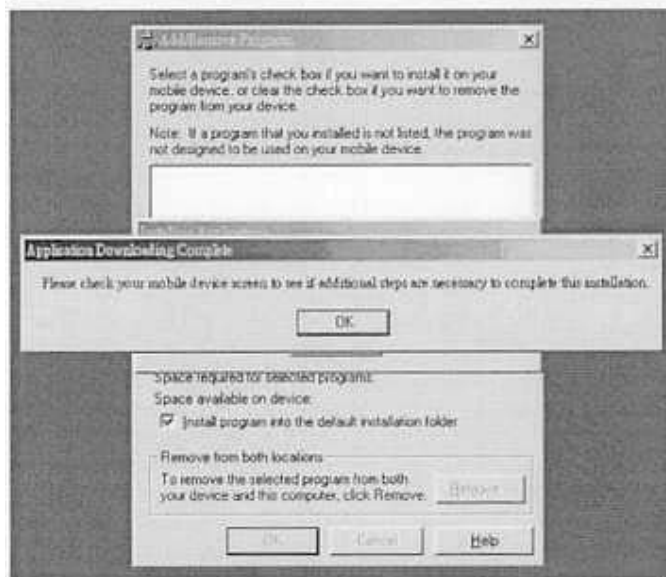 Add/Remove Programs
Select a program's check box if you want to install it on your
mobile device, or clear the check box if you want to remove the
program from your device.
Note: If a program that you installed is not listed, the program was
not designed to be used on your mobile device.
Application Downloading Complete
Please check your mobile device screen to see if additional steps are necessary to complete this installation.
OK
Space required for selected programs:
Space available on device:
Install program into the default installation folder
Remove from both locations
To remove the selected program from both
your device and this computer, click Remove.
Remove
OK
Cancel
Help